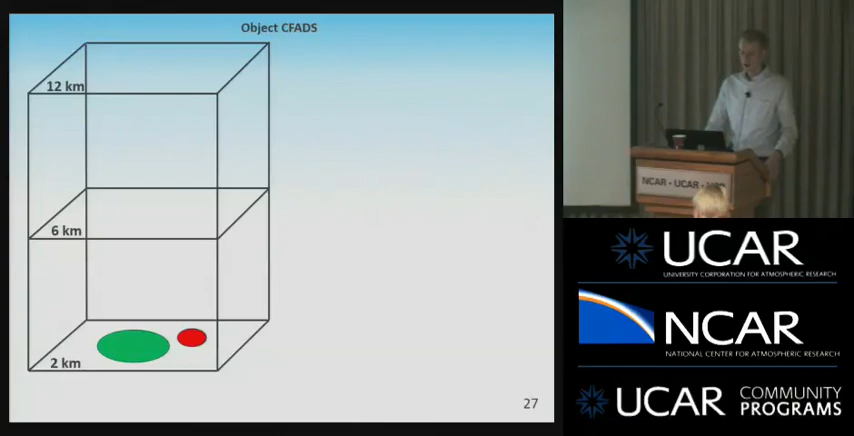 Object CFADS
12 km
6 km
2 km
27
NCAR - UCAR -
UCAR
UNIVERSITY CORPORATION FOR ATMOSPHERIC RESEARCH
NCAR
NATIONAL CENTER FOR ATMOSPHERIC RESEARCH
UCAR COMMUNITY
PROGRAMS